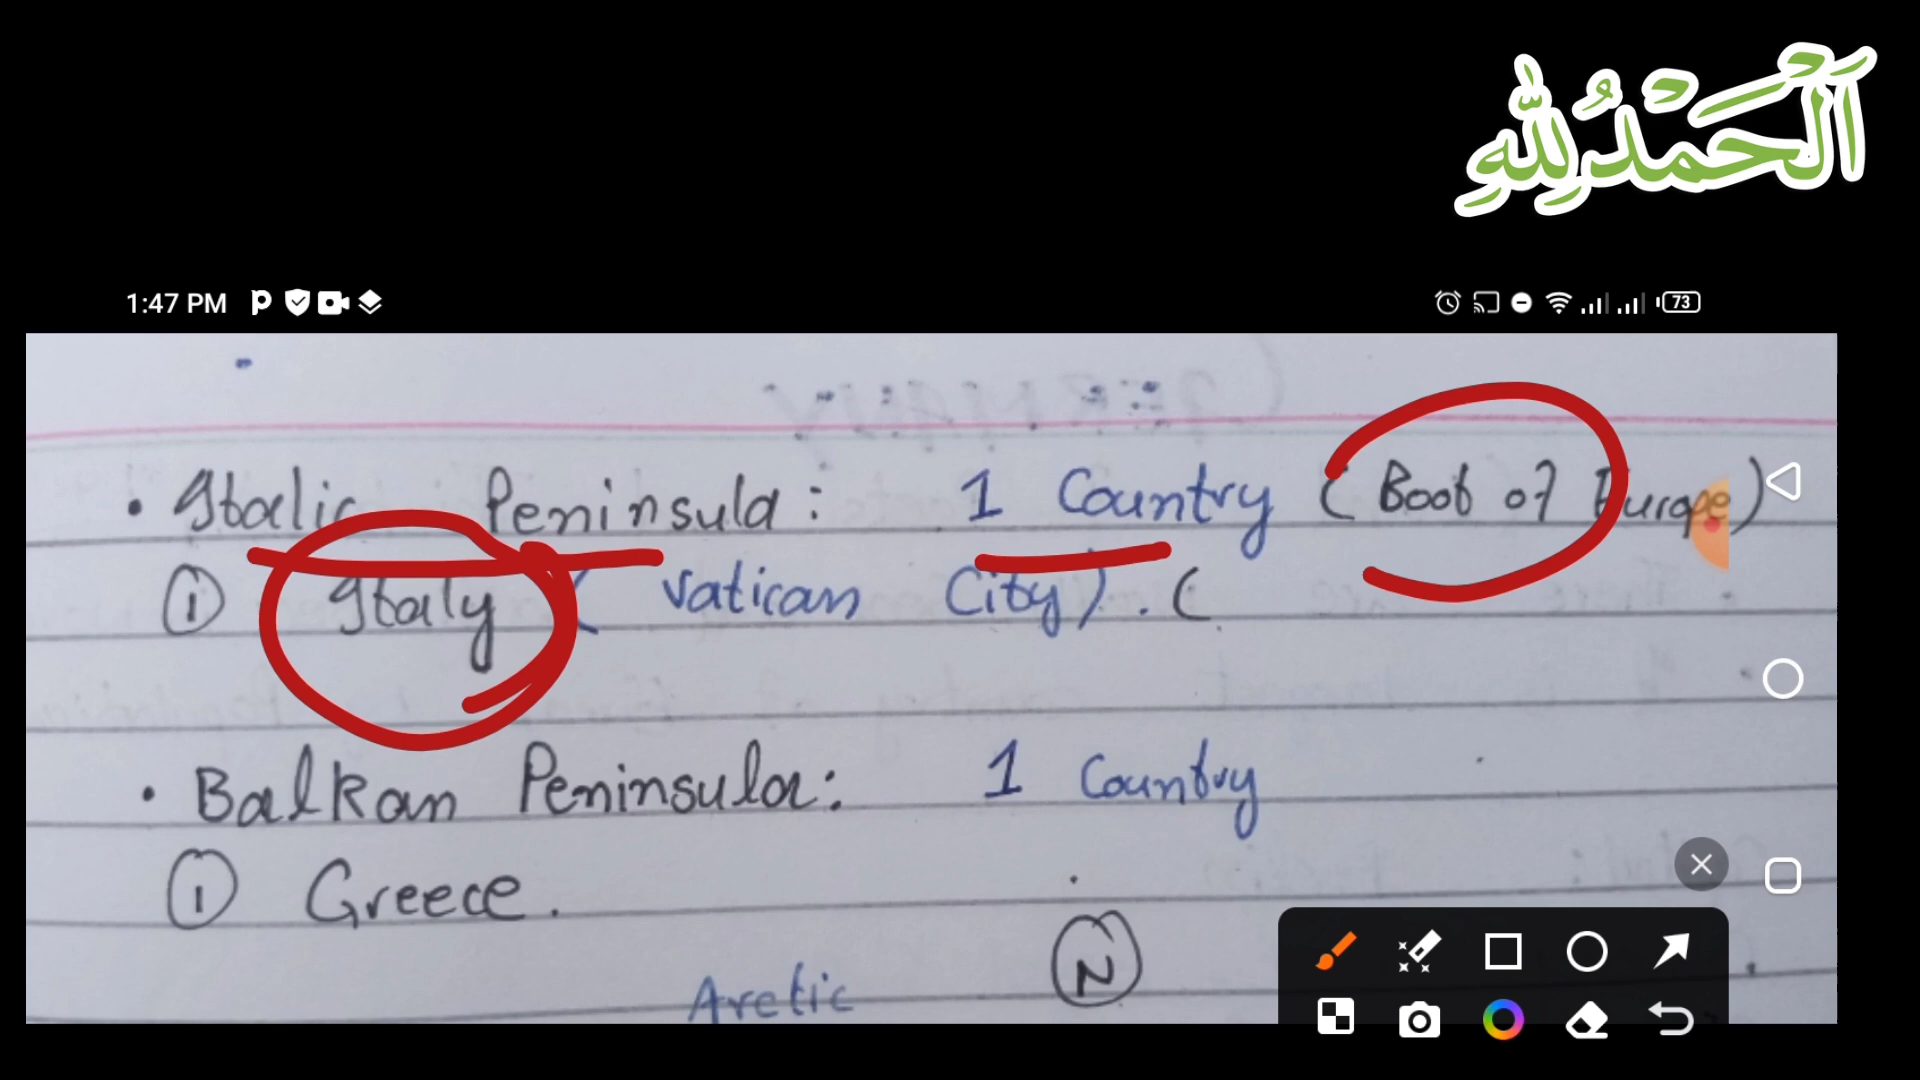 اَلْحَمْدُلِلّٰهِ
1:47 PM
73
GERMANY
• Italic Peninsula: 1 Country (Boot of Europe)
① Italy (Vatican City). (
• Balkan Peninsula: 1 Country
① Greece.
N
Arctic